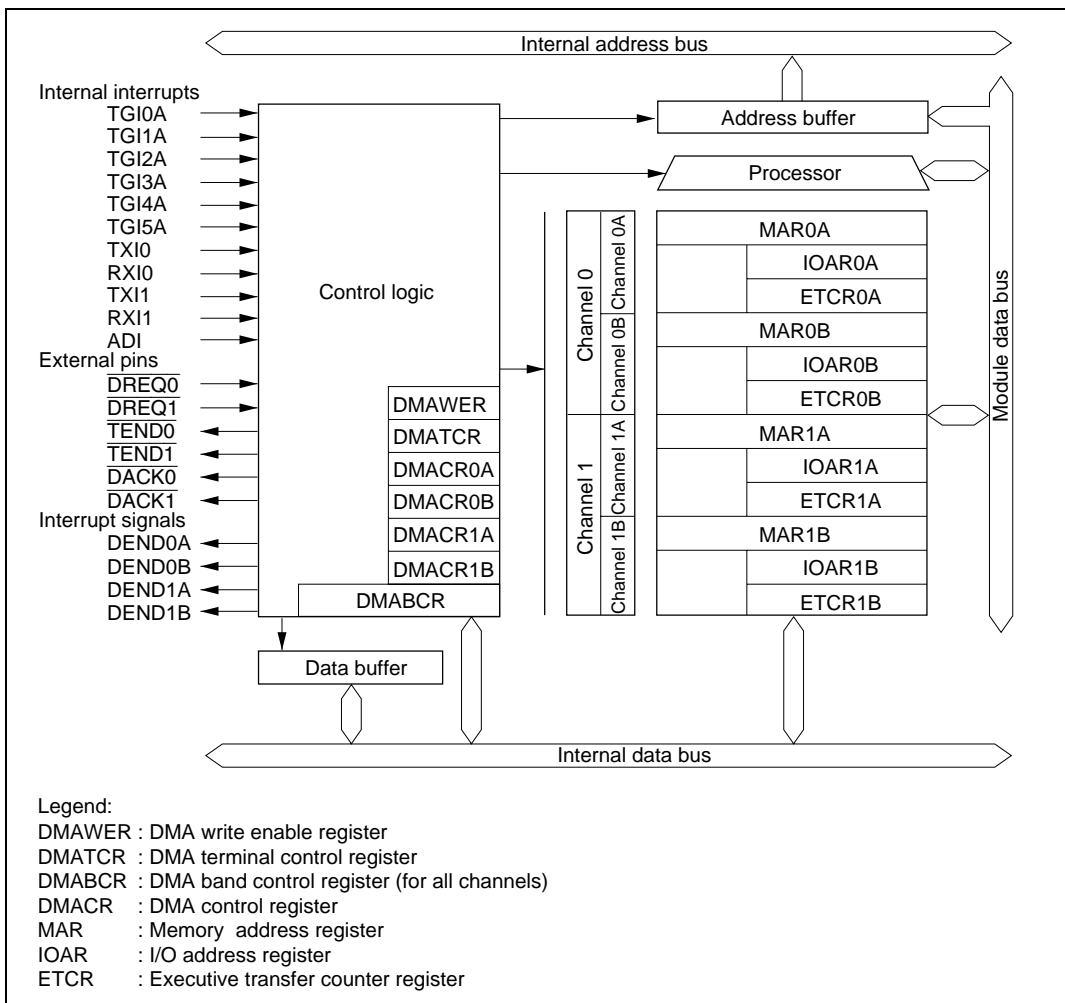 Internal address bus
Internal interrupts
TGI0A
TGI1A
TGI2A
TGI3A
TGI4A
TGI5A
TXI0
RXI0
TXI1
RXI1
ADI
External pins
DREQ0
DREQ1
TEND0
TEND1
DACK0
DACK1
Interrupt signals
DEND0A
DEND0B
DEND1A
DEND1B
Control logic
DMAWER
DMATCR
DMACR0A
DMACR0B
DMACR1A
DMACR1B
DMABCR
Data buffer
Address buffer
Processor
Channel 0
Channel 0A
Channel 0B
Channel 1
Channel 1A
Channel 1B
MAR0A
IOAR0A
ETCR0A
MAR0B
IOAR0B
ETCR0B
MAR1A
IOAR1A
ETCR1A
MAR1B
IOAR1B
ETCR1B
Module data bus
Internal data bus
Legend:
DMAWER : DMA write enable register
DMATCR : DMA terminal control register
DMABCR : DMA band control register (for all channels)
DMACR : DMA control register
MAR : Memory address register
IOAR : I/O address register
ETCR : Executive transfer counter register